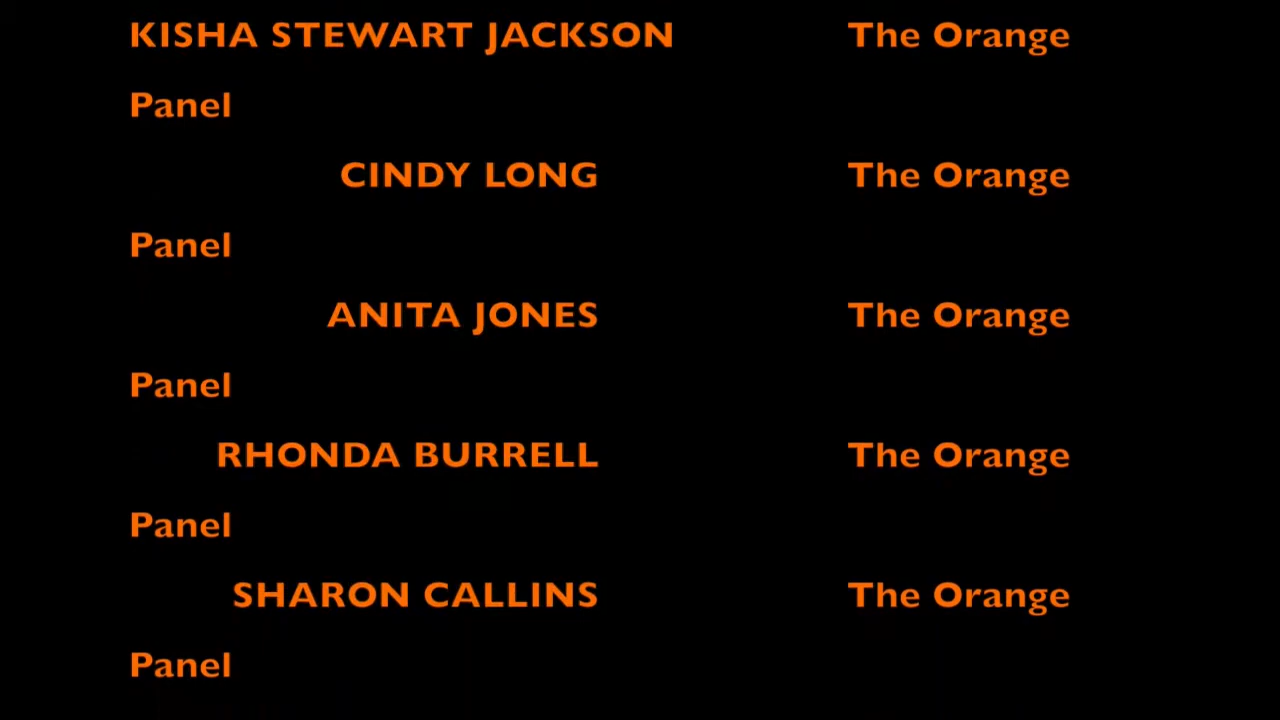 KISHA STEWART JACKSON The Orange
Panel
CINDY LONG The Orange
Panel
ANITA JONES The Orange
Panel
RHONDA BURRELL The Orange
Panel
SHARON CALLINS The Orange
Panel